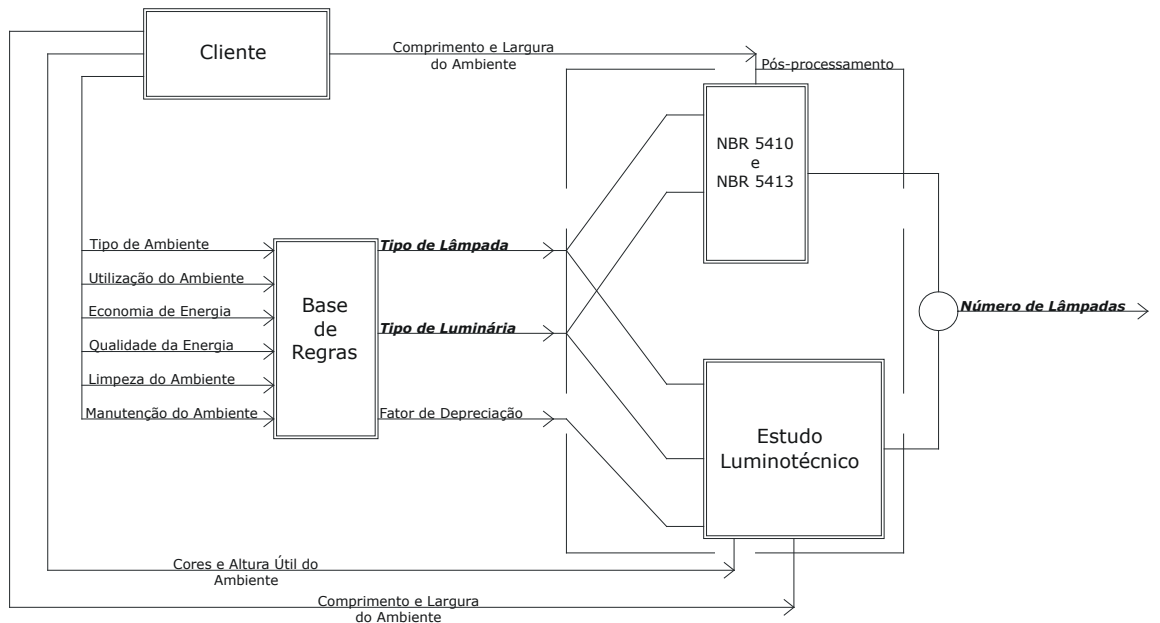 Cliente
Comprimento e Largura
do Ambiente
Pós-processamento
NBR 5410
e
NBR 5413
Tipo de Ambiente
Utilização do Ambiente
Economia de Energia
Qualidade da Energia
Limpeza do Ambiente
Manutenção do Ambiente
Base
de
Regras
Tipo de Lâmpada
Tipo de Luminária
Fator de Depreciação
Número de Lâmpadas
Estudo
Luminotécnico
Cores e Altura Útil do
Ambiente
Comprimento e Largura
do Ambiente